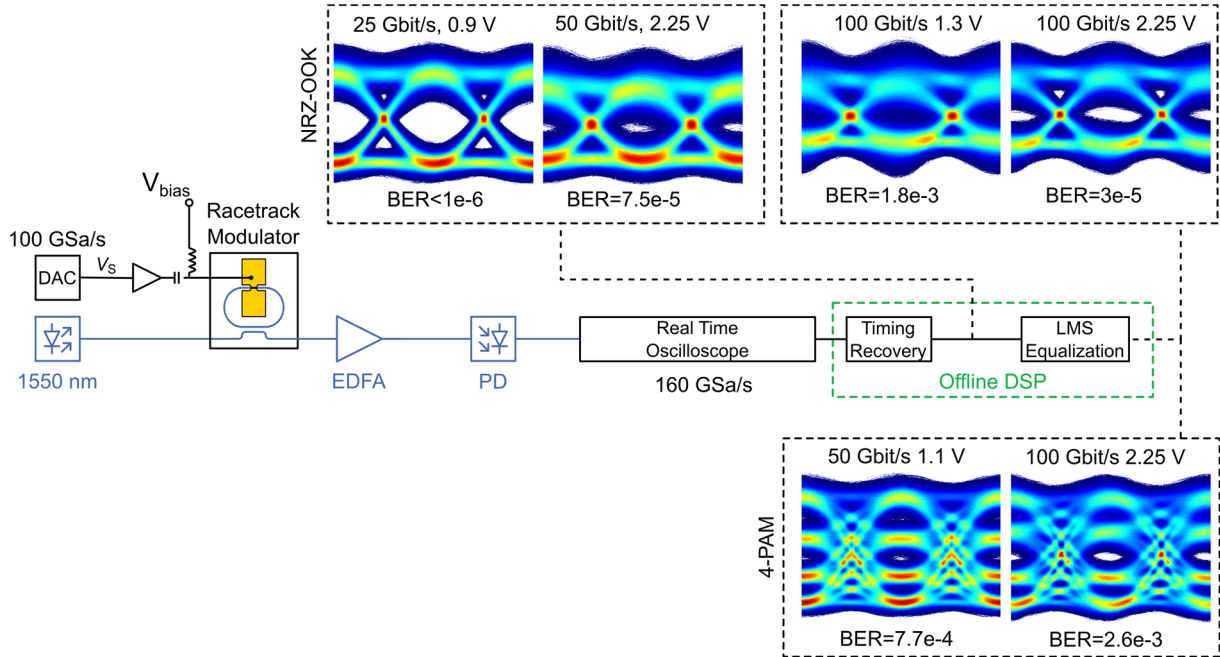 25 Gbit/s, 0.9 V
50 Gbit/s, 2.25 V
NRZ-OOK
BER<1e-6
BER=7.5e-5
100 Gbit/s 1.3 V
100 Gbit/s 2.25 V
BER=1.8e-3
BER=3e-5
Vbias
Racetrack
Modulator
100 GSa/s
DAC
VS
1550 nm
EDFA
PD
Real Time
Oscilloscope
160 GSa/s
Timing
Recovery
LMS
Equalization
Offline DSP
4-PAM
50 Gbit/s 1.1 V
100 Gbit/s 2.25 V
BER=7.7e-4
BER=2.6e-3